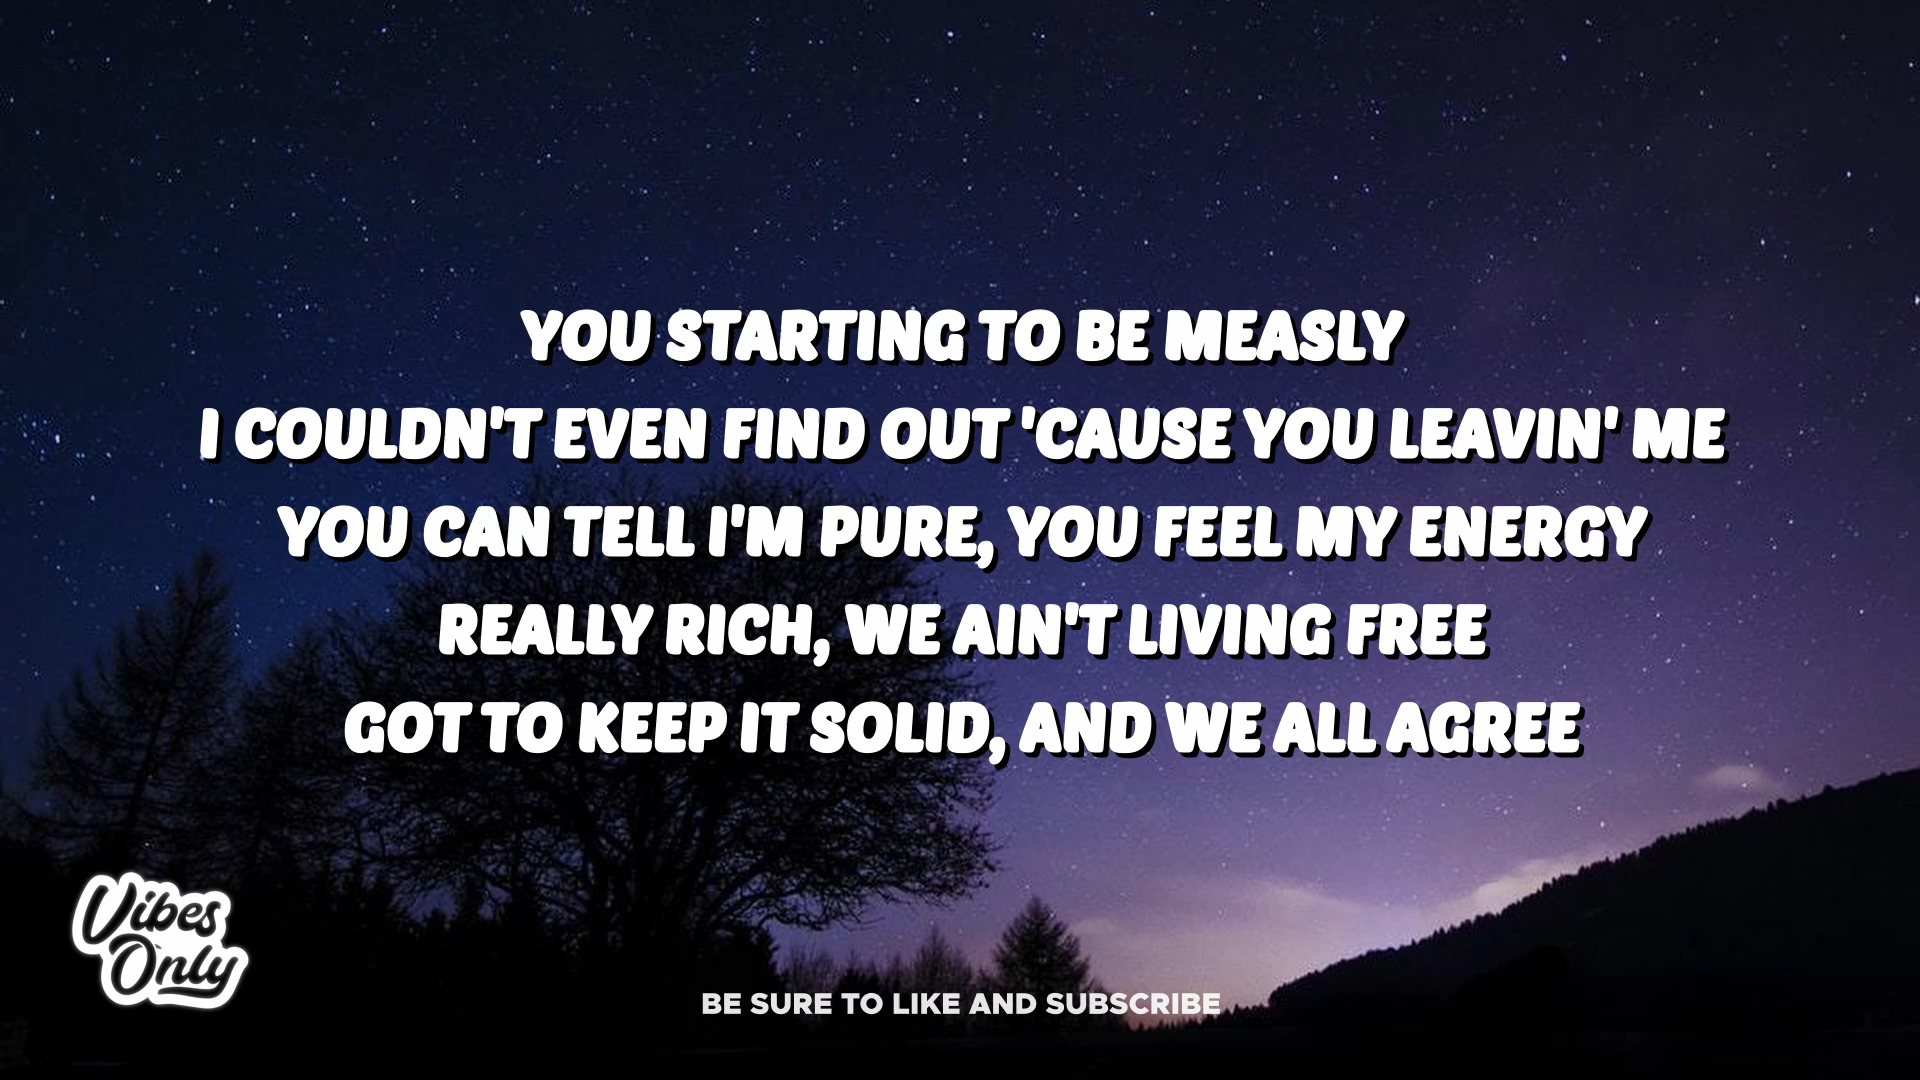 YOU STARTING TO BE MEASLY
I COULDN'T EVEN FIND OUT 'CAUSE YOU LEAVIN' ME
YOU CAN TELL I'M PURE, YOU FEEL MY ENERGY
REALLY RICH, WE AIN'T LIVING FREE
GOT TO KEEP IT SOLID, AND WE ALL AGREE
Vibes
Only
BE SURE TO LIKE AND SUBSCRIBE